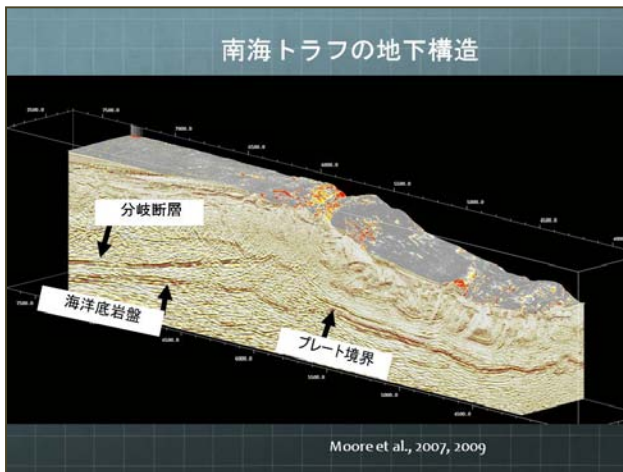 南海トラフの地下構造
分岐断層
海洋底岩盤
プレート境界
Moore et al., 2007, 2009